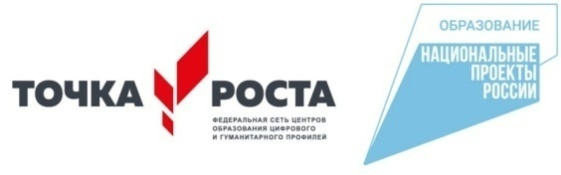 ТОЧКА РОСТА
ФЕДЕРАЛЬНАЯ СЕТЬ ЦЕНТРОВ
ОБРАЗОВАНИЯ ЦИФРОВОГО
И ГУМАНИТАРНОГО ПРОФИЛЕЙ
ОБРАЗОВАНИЕ
НАЦИОНАЛЬНЫЕ
ПРОЕКТЫ
РОССИИ